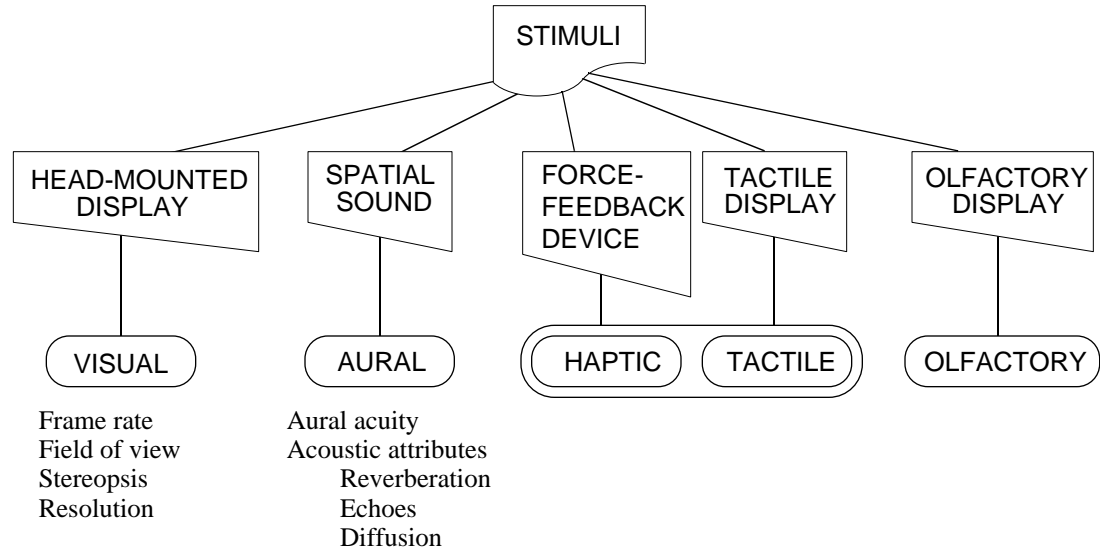 STIMULI
HEAD-MOUNTED
DISPLAY
SPATIAL
SOUND
FORCE-
FEEDBACK
DEVICE
TACTILE
DISPLAY
OLFACTORY
DISPLAY
VISUAL
AURAL
HAPTIC
TACTILE
OLFACTORY
Frame rate
Field of view
Stereopsis
Resolution
Aural acuity
Acoustic attributes
Reverberation
Echoes
Diffusion